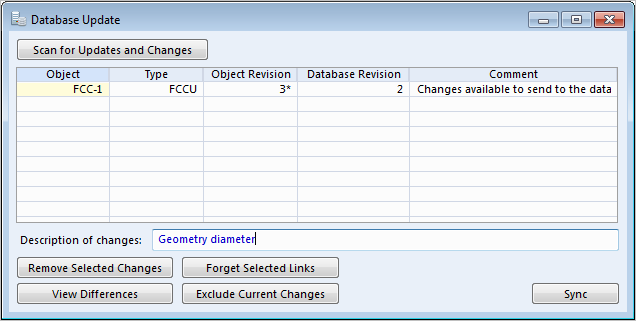 Database Update
Scan for Updates and Changes
Object Type Object Revision Database Revision Comment
FCC-1 FCCU 3* 2 Changes available to send to the data
Description of changes: Geometry diameter
Remove Selected Changes Forget Selected Links
View Differences Exclude Current Changes Sync